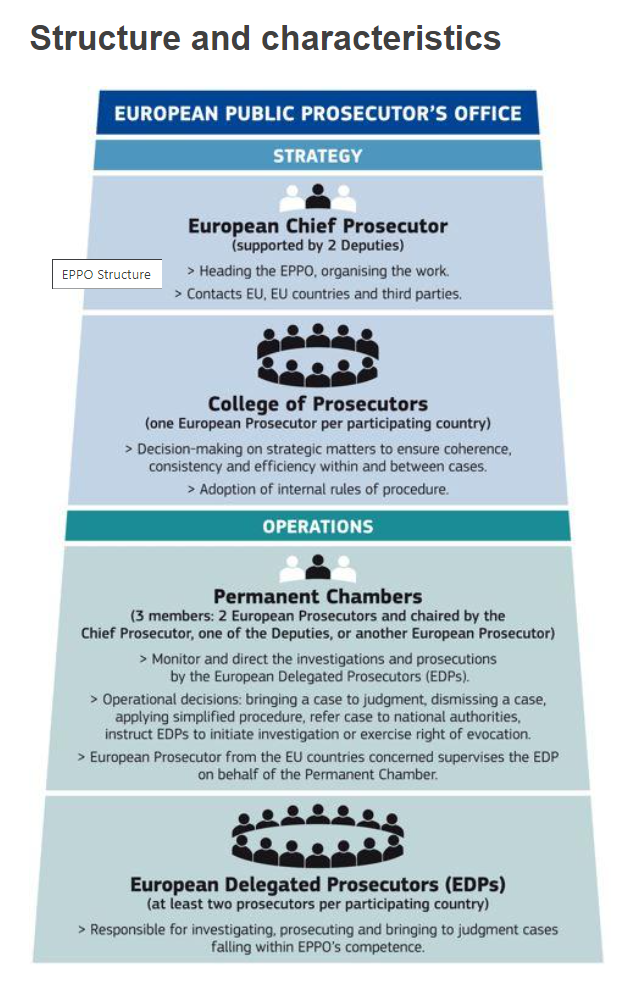 Structure and characteristics
EUROPEAN PUBLIC PROSECUTOR'S OFFICE
STRATEGY
European Chief Prosecutor
(supported by 2 Deputies)
> Heading the EPPO, organising the work.
EPPO Structure
> Contacts EU, EU countries and third parties.
College of Prosecutors
(one European Prosecutor per participating country)
> Decision-making on strategic matters to ensure coherence,
consistency and efficiency within and between cases.
> Adoption of internal rules of procedure.
OPERATIONS
Permanent Chambers
(3 members: 2 European Prosecutors and chaired by the
Chief Prosecutor, one of the Deputies, or another European Prosecutor)
> Monitor and direct the investigations and prosecutions
by the European Delegated Prosecutors (EDPs).
> Operational decisions: bringing a case to judgment, dismissing a case,
applying simplified procedure, refer case to national authorities,
instruct EDPs to initiate investigation or exercise right of evocation.
> European Prosecutor from the EU countries concerned supervises the EDP
on behalf of the Permanent Chamber.
European Delegated Prosecutors (EDPs)
(at least two prosecutors per participating country)
> Responsible for investigating, prosecuting and bringing to judgment cases
falling within EPPO's competence.